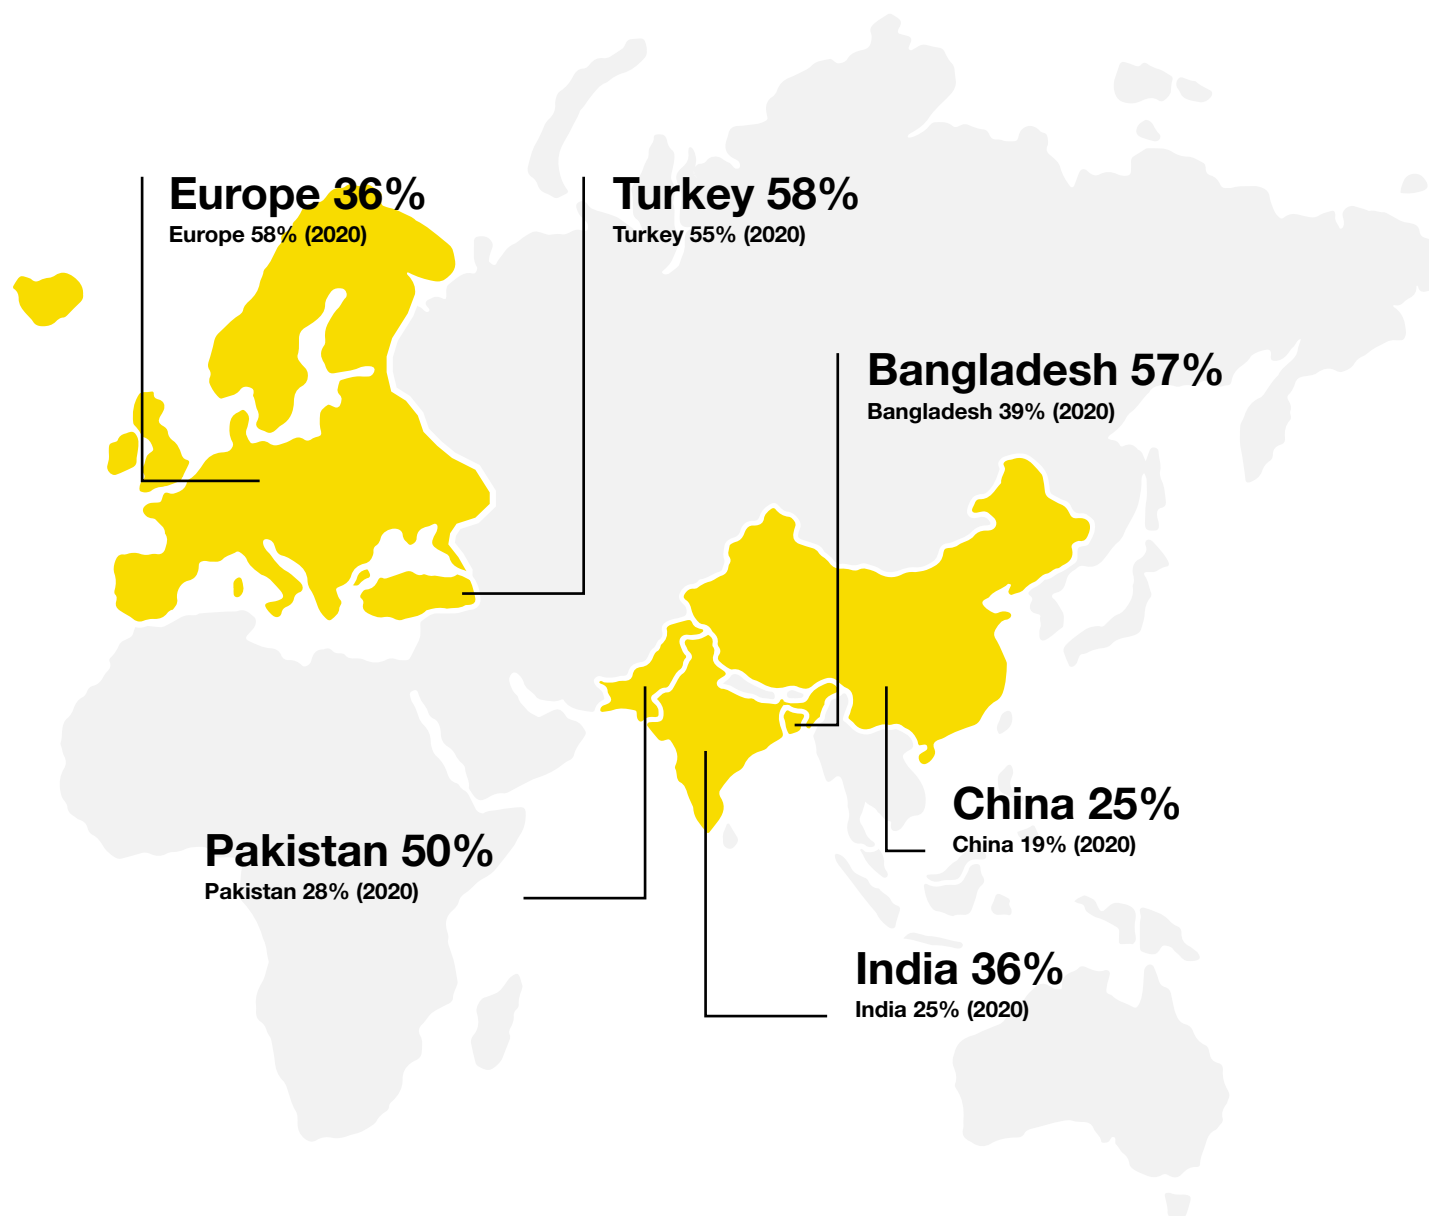 Europe 36%
Europe 58% (2020)
Turkey 58%
Turkey 55% (2020)
Bangladesh 57%
Bangladesh 39% (2020)
China 25%
China 19% (2020)
Pakistan 50%
Pakistan 28% (2020)
India 36%
India 25% (2020)